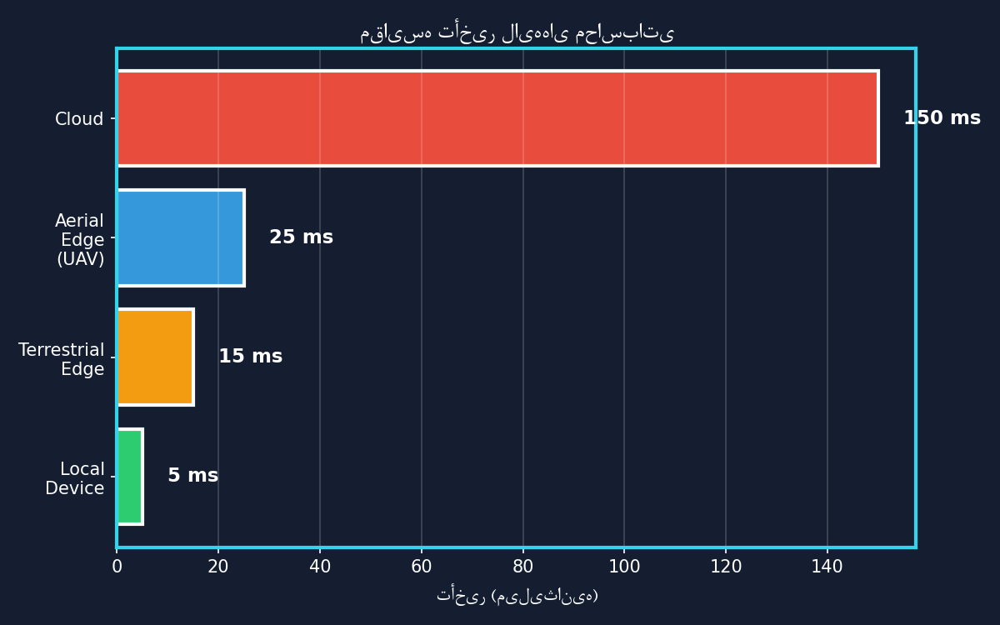 مقایسه تأخیر لایه‌های محاسباتی
Cloud
150 ms
Aerial
Edge
(UAV)
25 ms
Terrestrial
Edge
15 ms
Local
Device
5 ms
0 20 40 60 80 100 120 140
تأخیر (میلی‌ثانیه)